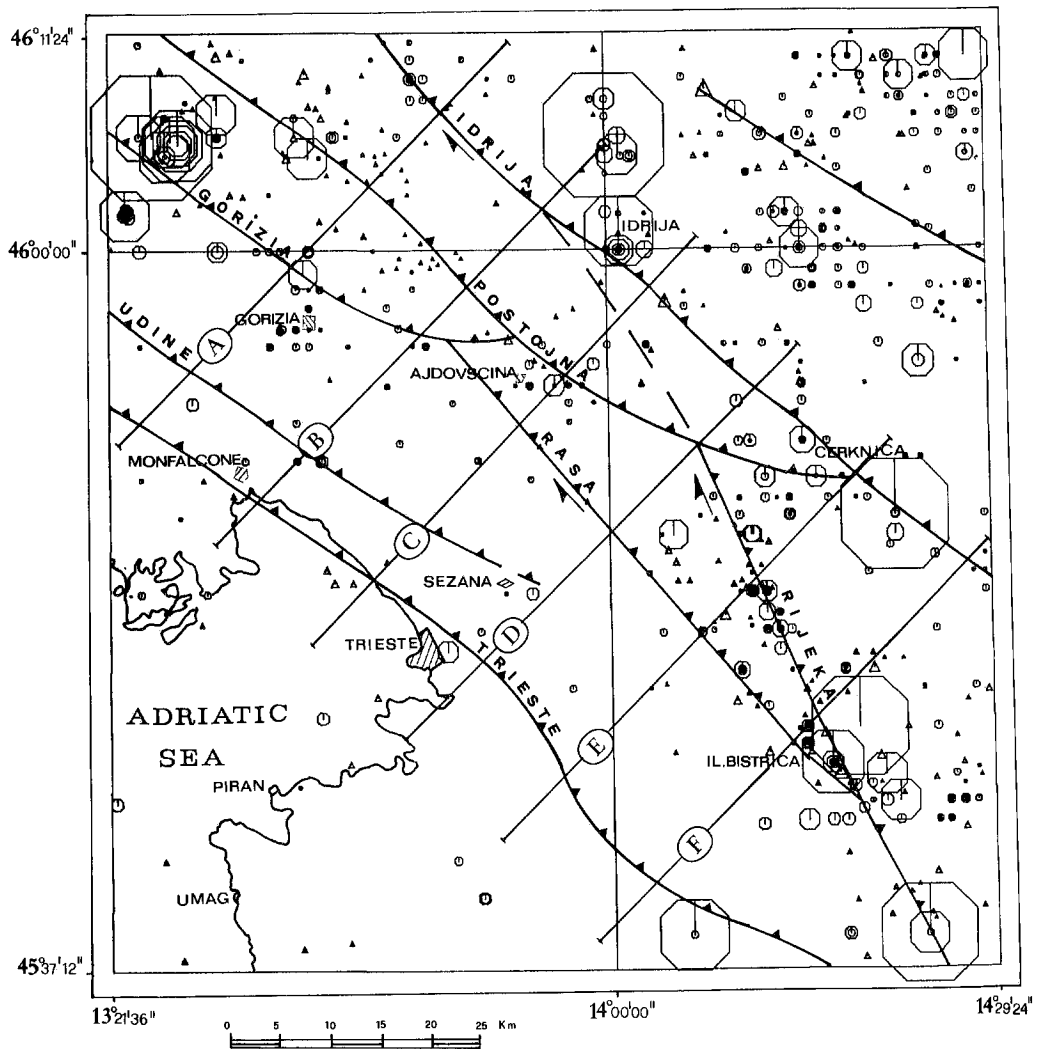 46°11'24"
IDRIJA
IDRIJA
GORIZIA
46°00'00"
POSTOJNA
UDINE
GORIZIA
A
AJDOVSCINA
RASA
B
CERKNICA
MONFALCONE
C
SEZANA
RIJEKA
D
TRIESTE
TRIESTE
ADRIATIC
SEA
E
IL.BISTRICA
PIRAN
F
UMAG
45°37'12"
13°21'36"
14°00'00"
14°29'24"
0 5 10 15 20 25 Km